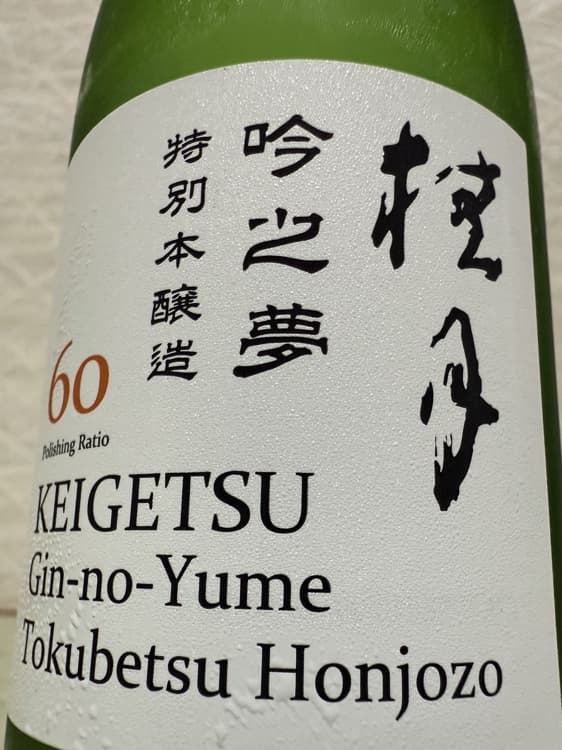 桂月
吟之夢
特別本醸造
60
Polishing Ratio
KEIGETSU
Gin-no-Yume
Tokubetsu Honjozo